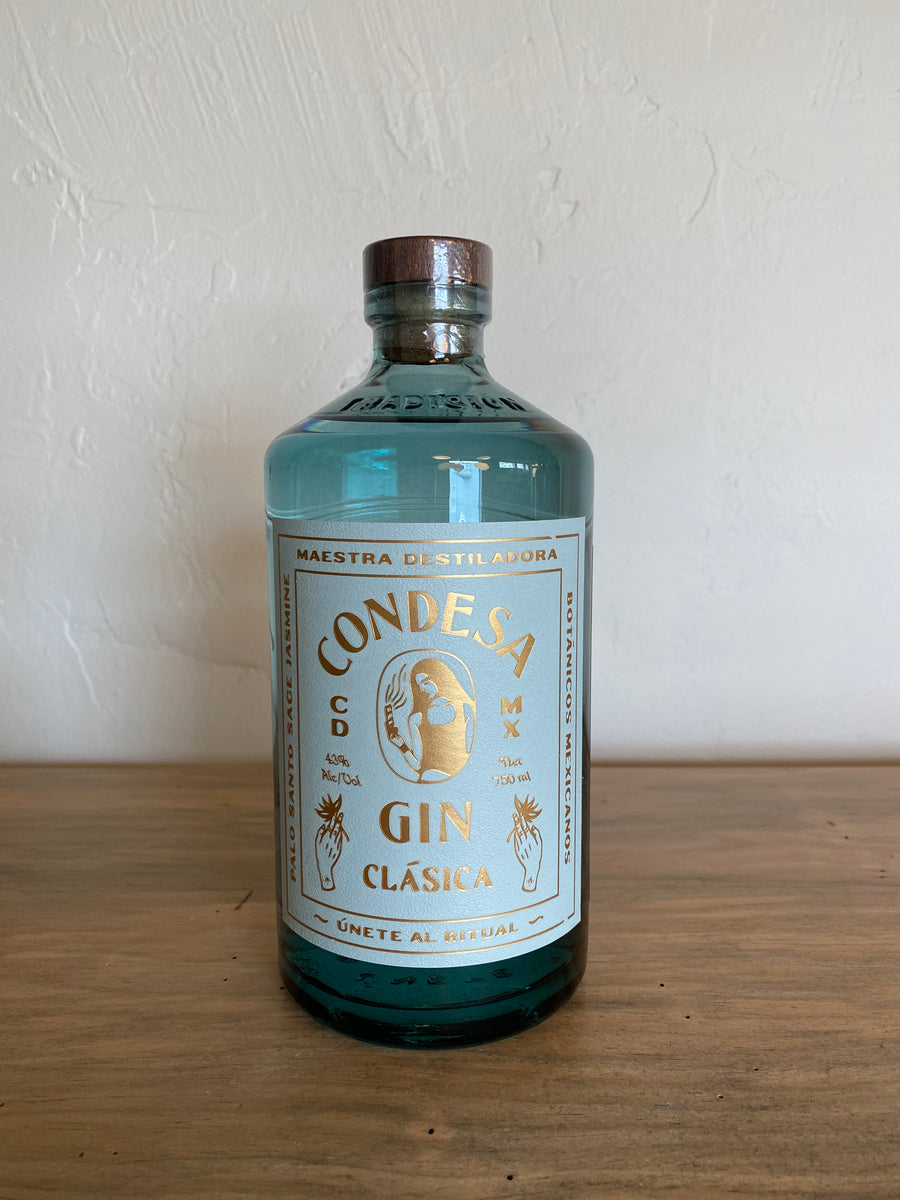 TRADICIÓN
MAESTRA DESTILADORA
PALO SANTO SAGE JASMINE
BOTÁNICOS MEXICANOS
CONDESA
CD
MX
43%
Alc/Vol
750 ml
GIN
CLÁSICA
~ ÚNETE AL RITUAL ~